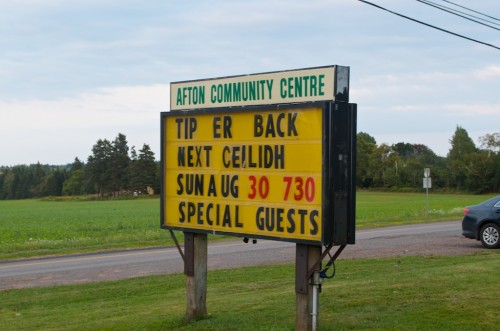 AFTON COMMUNITY CENTRE
TIP ER BACK
NEXT CEILIDH
SUN AUG 30 730
SPECIAL GUESTS